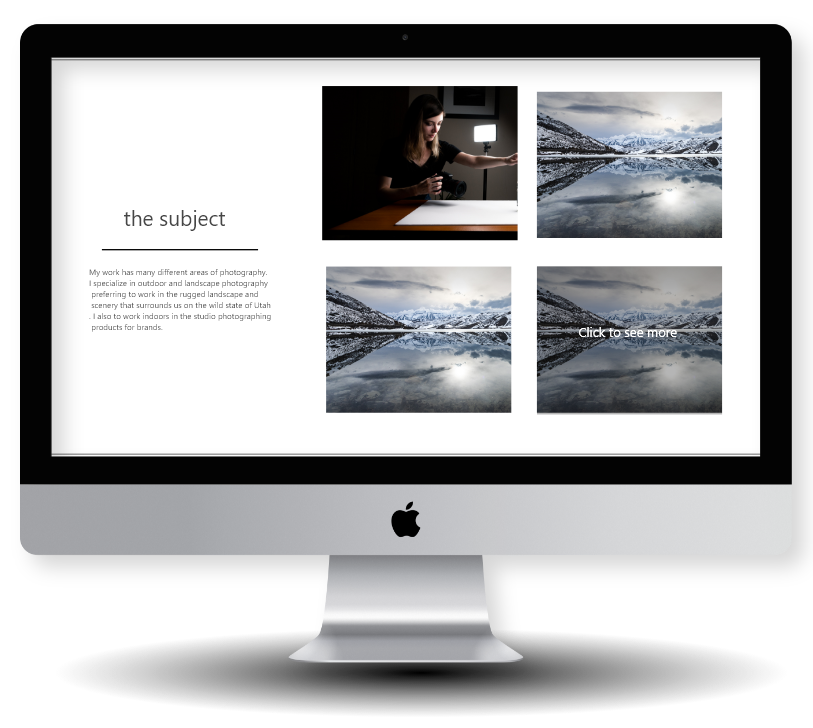 the subject
My work has many different areas of photography.
I specialize in outdoor and landscape photography
preferring to work in the rugged landscape and
scenery that surrounds us on the wild state of Utah
. I also to work indoors in the studio photographing
products for brands.
Click to see more